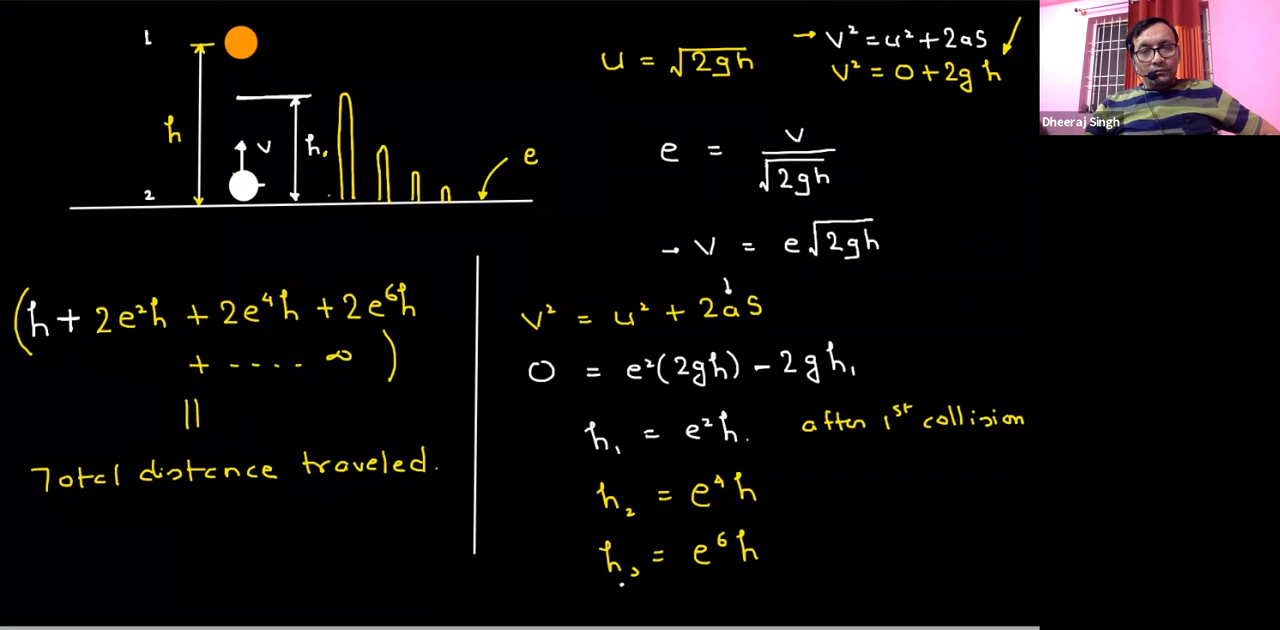 1
h
2
v
h₁
e
u = √2gh
→ v² = u² + 2as
v² = 0 + 2gh
Dheeraj Singh
e = v/√2gh
→ v = e√2gh
(h + 2e²h + 2e⁴h + 2e⁶h
+ - - - - ∞ )
||
Total distance traveled.
v² = u² + 2as
0 = e²(2gh) - 2gh₁
h₁ = e²h. after 1st collision
h₂ = e⁴h
h₃ = e⁶h